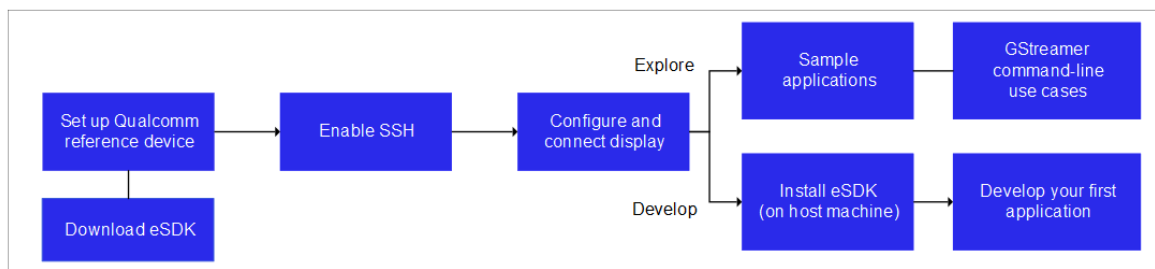 Set up Qualcomm
reference device
Download eSDK
Enable SSH
Configure and
connect display
Explore
Sample
applications
GStreamer
command-line
use cases
Develop
Install eSDK
(on host machine)
Develop your first
application